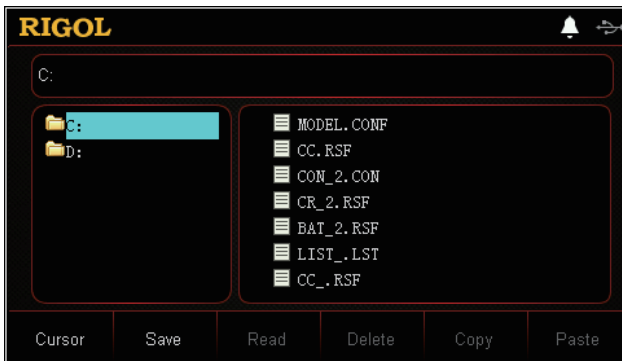 RIGOL
C:
C:
D:
MODEL.CONF
CC.RSF
CON_2.CON
CR_2.RSF
BAT_2.RSF
LIST_.LST
CC_.RSF
Cursor Save Read Delete Copy Paste